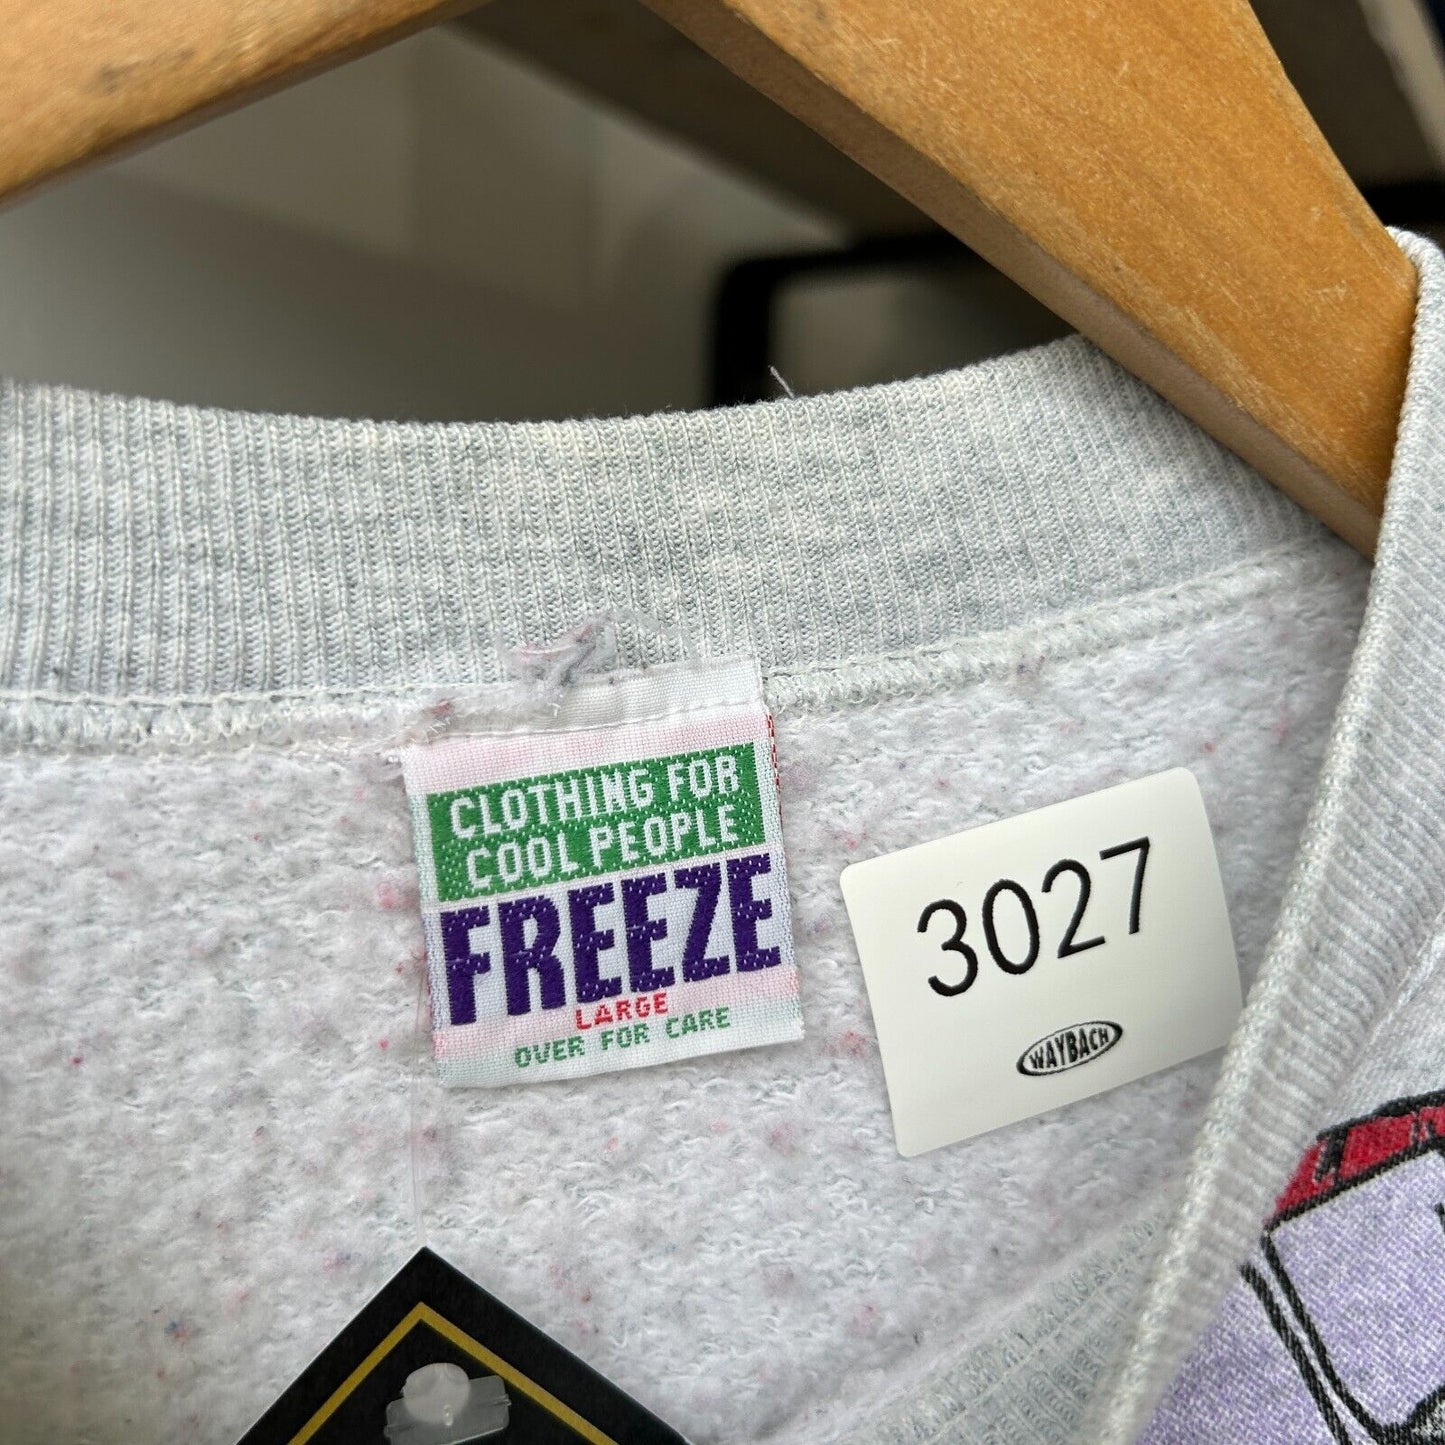 CLOTHING FOR
COOL PEOPLE
FREEZE
LARGE
OVER FOR CARE
3027
WAYBACH